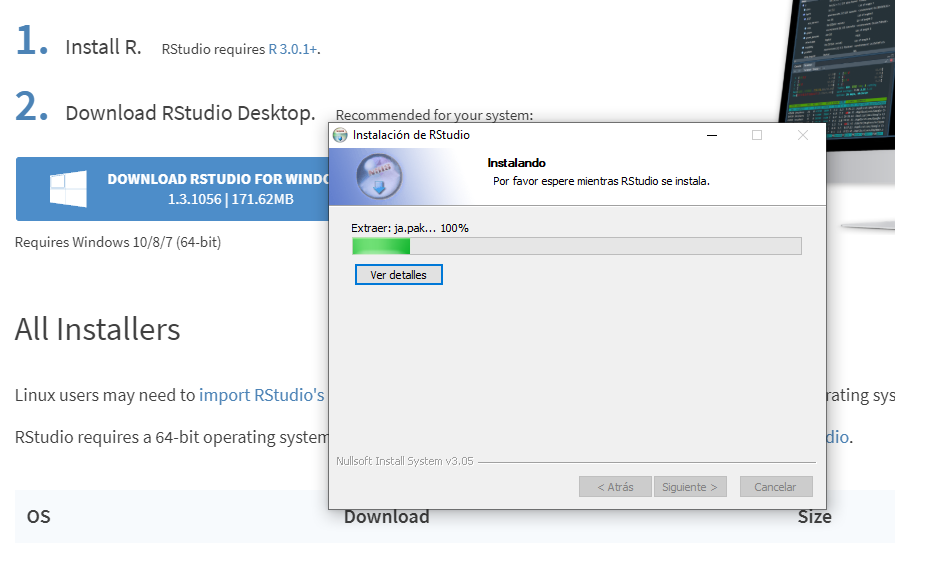 1. Install R. RStudio requires R 3.0.1+.
2. Download RStudio Desktop. Recommended for your system:
DOWNLOAD RSTUDIO FOR WINDO
1.3.1056 | 171.62MB
Requires Windows 10/8/7 (64-bit)
Instalación de RStudio
Instalando
Por favor espere mientras RStudio se instala.
Extraer: ja.pak... 100%
Ver detalles
Nullsoft Install System v3.05
< Atrás
Siguiente >
Cancelar
All Installers
Linux users may need to import RStudio's rating sys
RStudio requires a 64-bit operating system dio.
OS Download Size